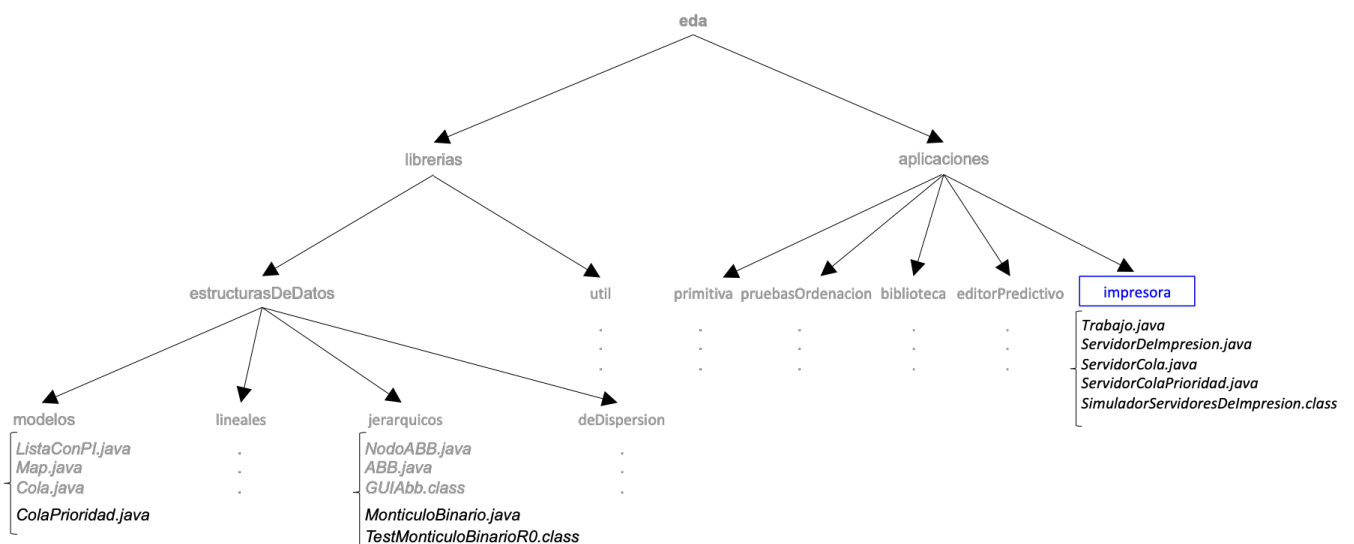 eda
librerias
aplicaciones
estructurasDeDatos
util
primitiva
pruebasOrdenacion
biblioteca
editorPredictivo
impresora
Trabajo.java
ServidorDeImpresion.java
ServidorCola.java
ServidorColaPrioridad.java
SimuladorServidoresDeImpresion.class
modelos
lineales
jerarquicos
deDispersion
ListaConPI.java
Map.java
Cola.java
ColaPrioridad.java
NodoABB.java
ABB.java
GUIAbb.class
MonticuloBinario.java
TestMonticuloBinarioR0.class